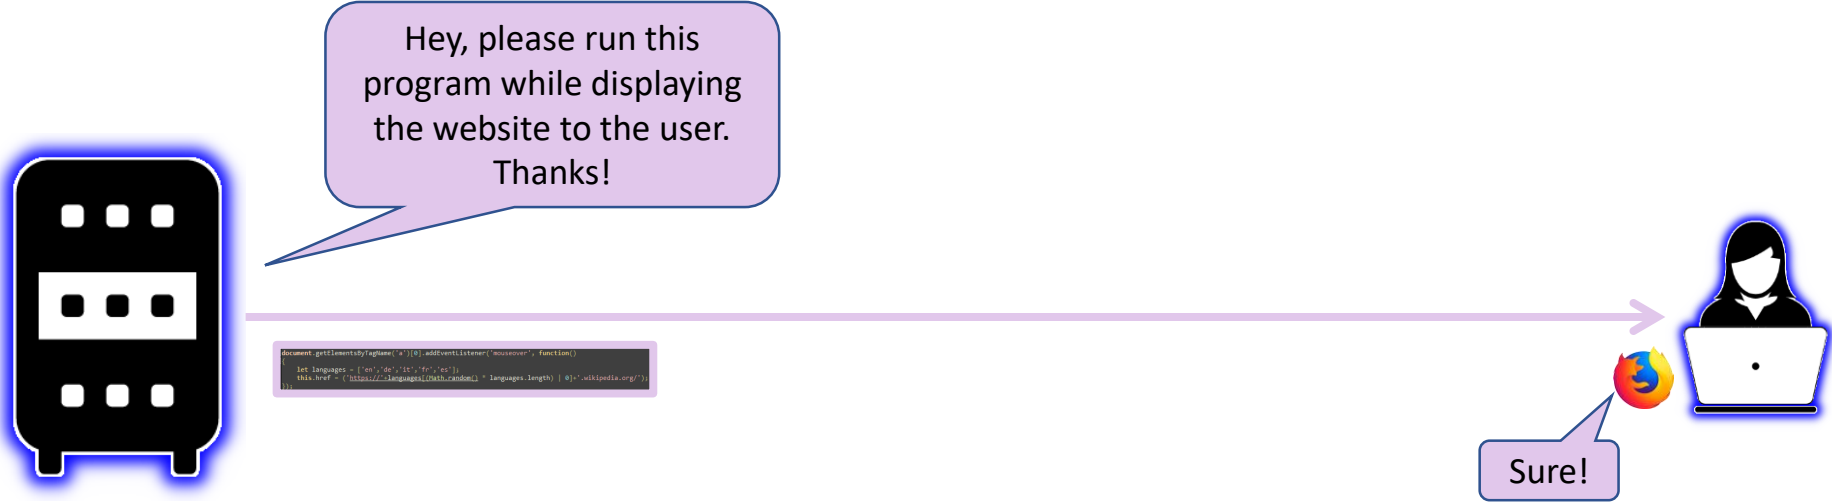 Hey, please run this
program while displaying
the website to the user.
Thanks!
document.getElementsByTagName('a')[0].addEventListener('mouseover', function()
{
let languages = ['en','de','it','fr','es'];
this.href = ('https://'+languages[(Math.random() * languages.length) | 0]+'.wikipedia.org/');
});
Sure!